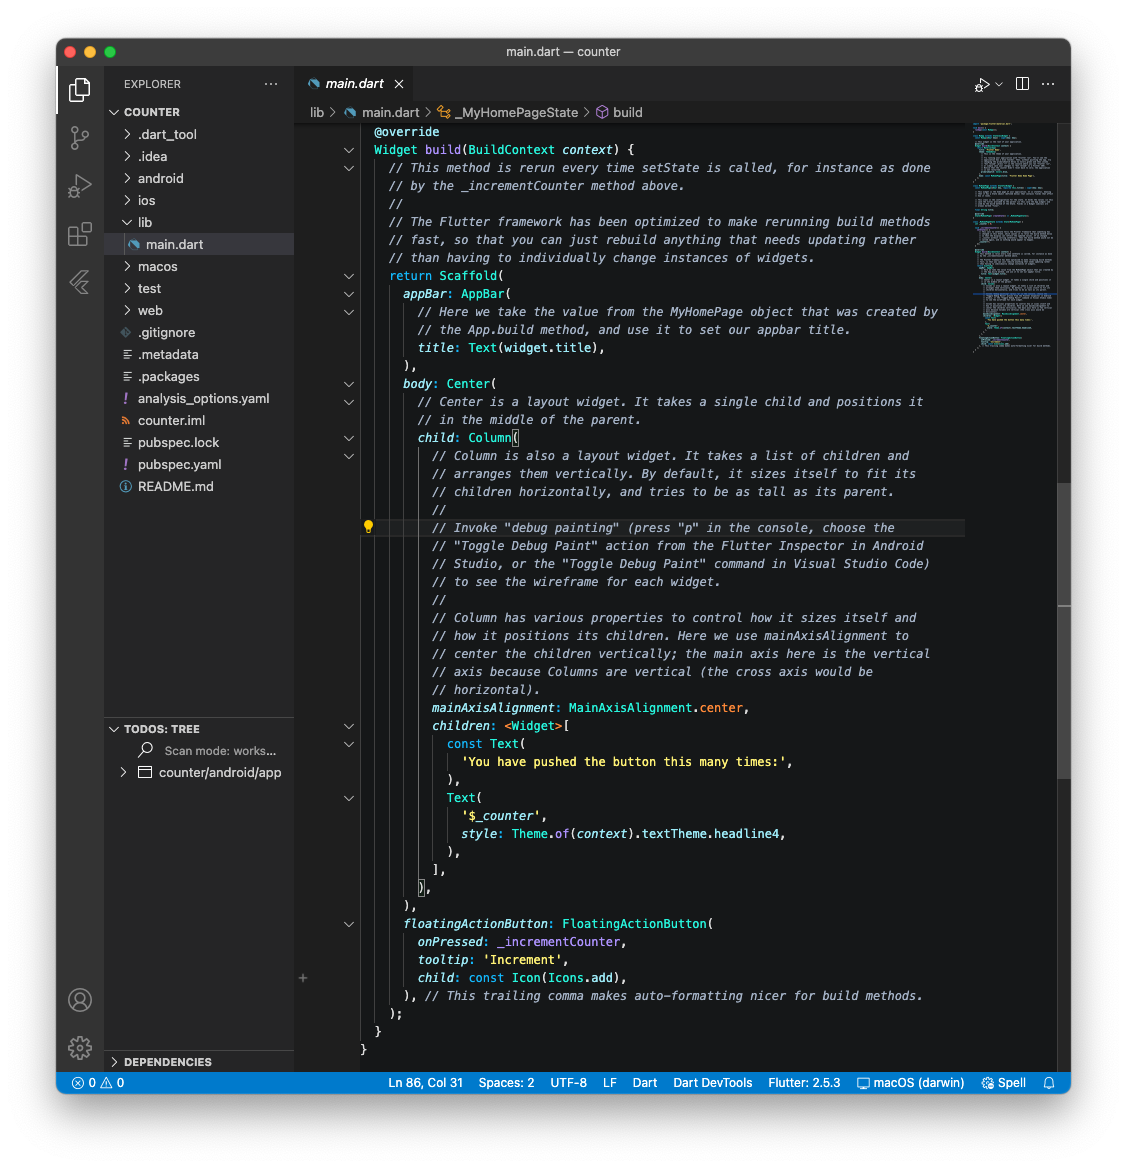 main.dart — counter
EXPLORER
COUNTER
.dart_tool
.idea
android
ios
lib
main.dart
macos
test
web
.gitignore
.metadata
.packages
! analysis_options.yaml
counter.iml
pubspec.lock
! pubspec.yaml
README.md
TODOS: TREE
Scan mode: works...
counter/android/app
DEPENDENCIES
main.dart
lib > main.dart > _MyHomePageState > build
@override
Widget build(BuildContext context) {
// This method is rerun every time setState is called, for instance as done
// by the _incrementCounter method above.
//
// The Flutter framework has been optimized to make rerunning build methods
// fast, so that you can just rebuild anything that needs updating rather
// than having to individually change instances of widgets.
return Scaffold(
appBar: AppBar(
// Here we take the value from the MyHomePage object that was created by
// the App.build method, and use it to set our appbar title.
title: Text(widget.title),
),
body: Center(
// Center is a layout widget. It takes a single child and positions it
// in the middle of the parent.
child: Column(
// Column is also a layout widget. It takes a list of children and
// arranges them vertically. By default, it sizes itself to fit its
// children horizontally, and tries to be as tall as its parent.
//
// Invoke "debug painting" (press "p" in the console, choose the
// "Toggle Debug Paint" action from the Flutter Inspector in Android
// Studio, or the "Toggle Debug Paint" command in Visual Studio Code)
// to see the wireframe for each widget.
//
// Column has various properties to control how it sizes itself and
// how it positions its children. Here we use mainAxisAlignment to
// center the children vertically; the main axis here is the vertical
// axis because Columns are vertical (the cross axis would be
// horizontal).
mainAxisAlignment: MainAxisAlignment.center,
children: <Widget>[
const Text(
'You have pushed the button this many times:',
),
Text(
'$_counter',
style: Theme.of(context).textTheme.headline4,
),
],
),
),
floatingActionButton: FloatingActionButton(
onPressed: _incrementCounter,
tooltip: 'Increment',
child: const Icon(Icons.add),
), // This trailing comma makes auto-formatting nicer for build methods.
);
}
}
0 0 Ln 86, Col 31 Spaces: 2 UTF-8 LF Dart Dart DevTools Flutter: 2.5.3 macOS (darwin) Spell